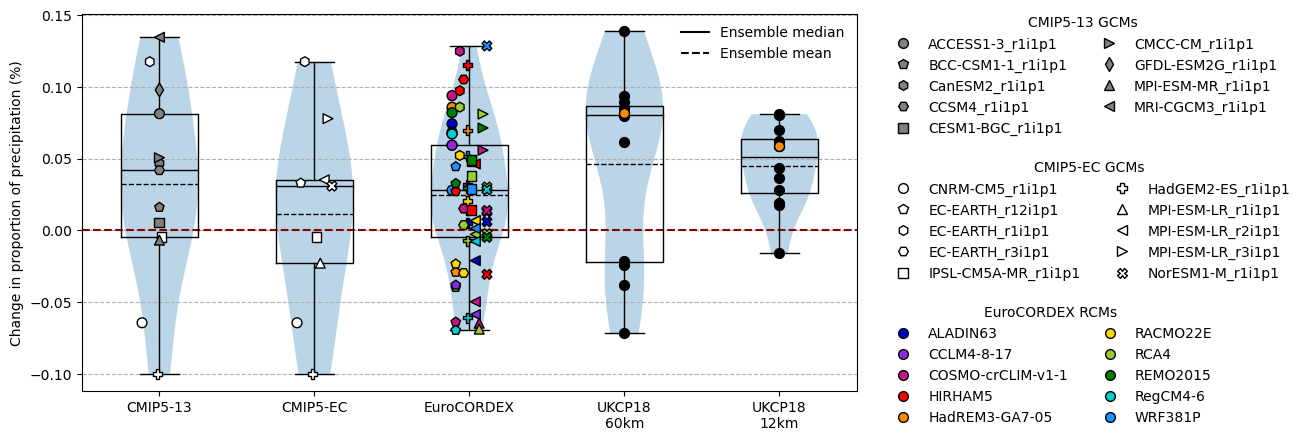 Change in proportion of precipitation (%)
0.15
0.10
0.05
0.00
−0.05
−0.10
Ensemble median
Ensemble mean
CMIP5-13
CMIP5-EC
EuroCORDEX
UKCP18
60km
UKCP18
12km
CMIP5-13 GCMs
ACCESS1-3_r1i1p1
BCC-CSM1-1_r1i1p1
CanESM2_r1i1p1
CCSM4_r1i1p1
CESM1-BGC_r1i1p1
CMCC-CM_r1i1p1
GFDL-ESM2G_r1i1p1
MPI-ESM-MR_r1i1p1
MRI-CGCM3_r1i1p1
CMIP5-EC GCMs
CNRM-CM5_r1i1p1
EC-EARTH_r12i1p1
EC-EARTH_r1i1p1
EC-EARTH_r3i1p1
IPSL-CM5A-MR_r1i1p1
HadGEM2-ES_r1i1p1
MPI-ESM-LR_r1i1p1
MPI-ESM-LR_r2i1p1
MPI-ESM-LR_r3i1p1
NorESM1-M_r1i1p1
EuroCORDEX RCMs
ALADIN63
CCLM4-8-17
COSMO-crCLIM-v1-1
HIRHAM5
HadREM3-GA7-05
RACMO22E
RCA4
REMO2015
RegCM4-6
WRF381P